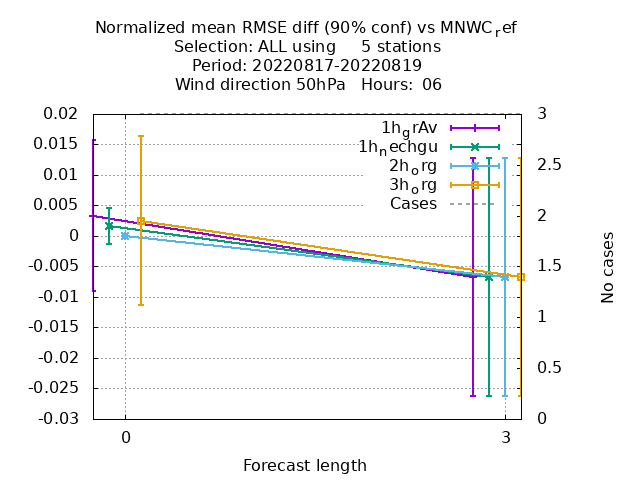 Normalized mean RMSE diff (90% conf) vs MNWC_ref
Selection: ALL using     5 stations
Period: 20220817-20220819
Wind direction 50hPa   Hours:  06
0.02
0.015
0.01
0.005
0
-0.005
-0.01
-0.015
-0.02
-0.025
-0.03
3
2.5
2
1.5
1
0.5
0
1h_grAv
1h_nechgu
2h_org
3h_org
Cases
No cases
0
3
Forecast length